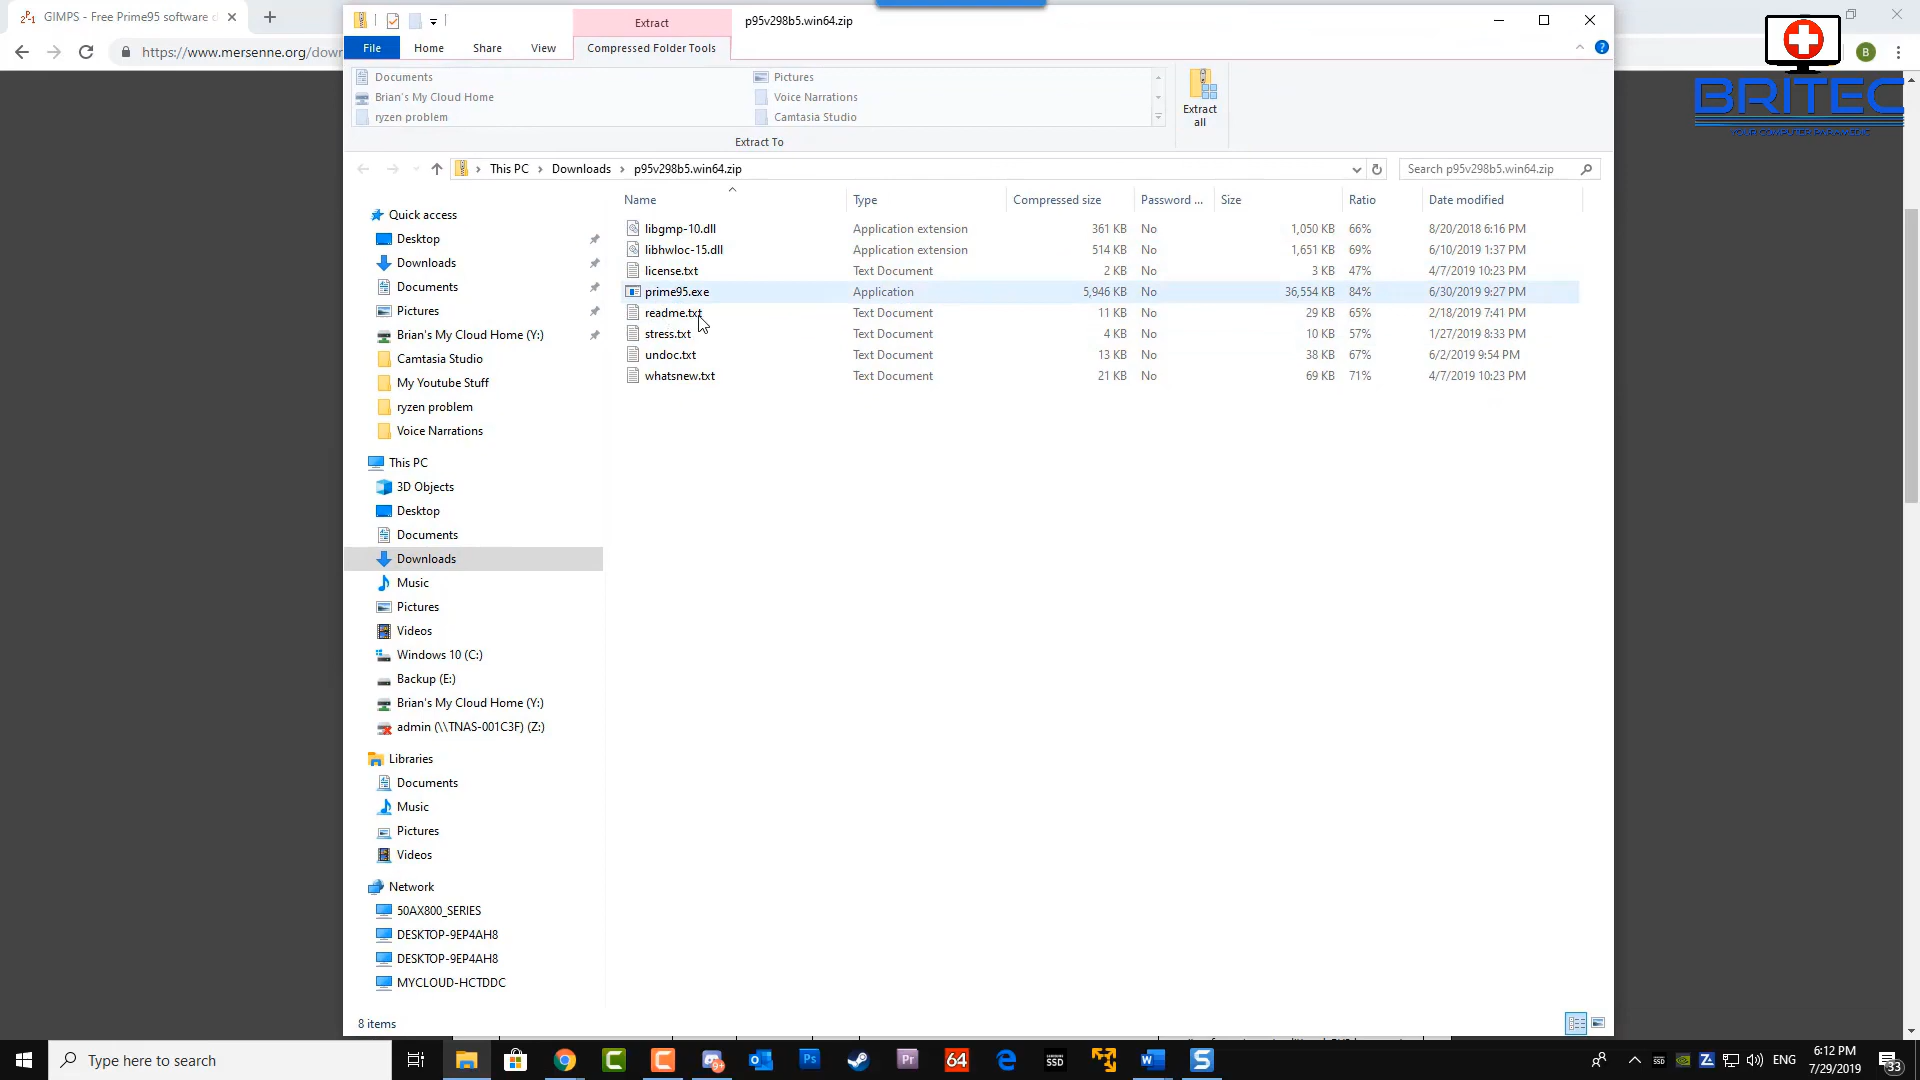 GIMPS - Free Prime95 software d
https://www.mersenne.org/dow
Extract
p95v298b5.win64.zip
File
Home
Share
View
Compressed Folder Tools
Documents
Pictures
Brian's My Cloud Home
Voice Narrations
ryzen problem
Camtasia Studio
Extract all
Extract To
This PC
Downloads
p95v298b5.win64.zip
Search p95v298b5.win64.zip
Name Type Compressed size Password ... Size Ratio Date modified
libgmp-10.dll Application extension 361 KB No 1,050 KB 66% 8/20/2018 6:16 PM
libhwloc-15.dll Application extension 514 KB No 1,651 KB 69% 6/10/2019 1:37 PM
license.txt Text Document 2 KB No 3 KB 47% 4/7/2019 10:23 PM
prime95.exe Application 5,946 KB No 36,554 KB 84% 6/30/2019 9:27 PM
readme.txt Text Document 11 KB No 29 KB 65% 2/18/2019 7:41 PM
stress.txt Text Document 4 KB No 10 KB 57% 1/27/2019 8:33 PM
undoc.txt Text Document 13 KB No 38 KB 67% 6/2/2019 9:54 PM
whatsnew.txt Text Document 21 KB No 69 KB 71% 4/7/2019 10:23 PM
Quick access
Desktop
Downloads
Documents
Pictures
Brian's My Cloud Home (Y:)
Camtasia Studio
My Youtube Stuff
ryzen problem
Voice Narrations
This PC
3D Objects
Desktop
Documents
Downloads
Music
Pictures
Videos
Windows 10 (C:)
Backup (E:)
Brian's My Cloud Home (Y:)
admin (\\TNAS-001C3F) (Z:)
Libraries
Documents
Music
Pictures
Videos
Network
50AX800_SERIES
DESKTOP-9EP4AH8
DESKTOP-9EP4AH8
MYCLOUD-HCTDDC
8 items
B
BRITEC
YOUR COMPUTER PARAMEDIC
Type here to search
64
ENG
6:12 PM
7/29/2019
33